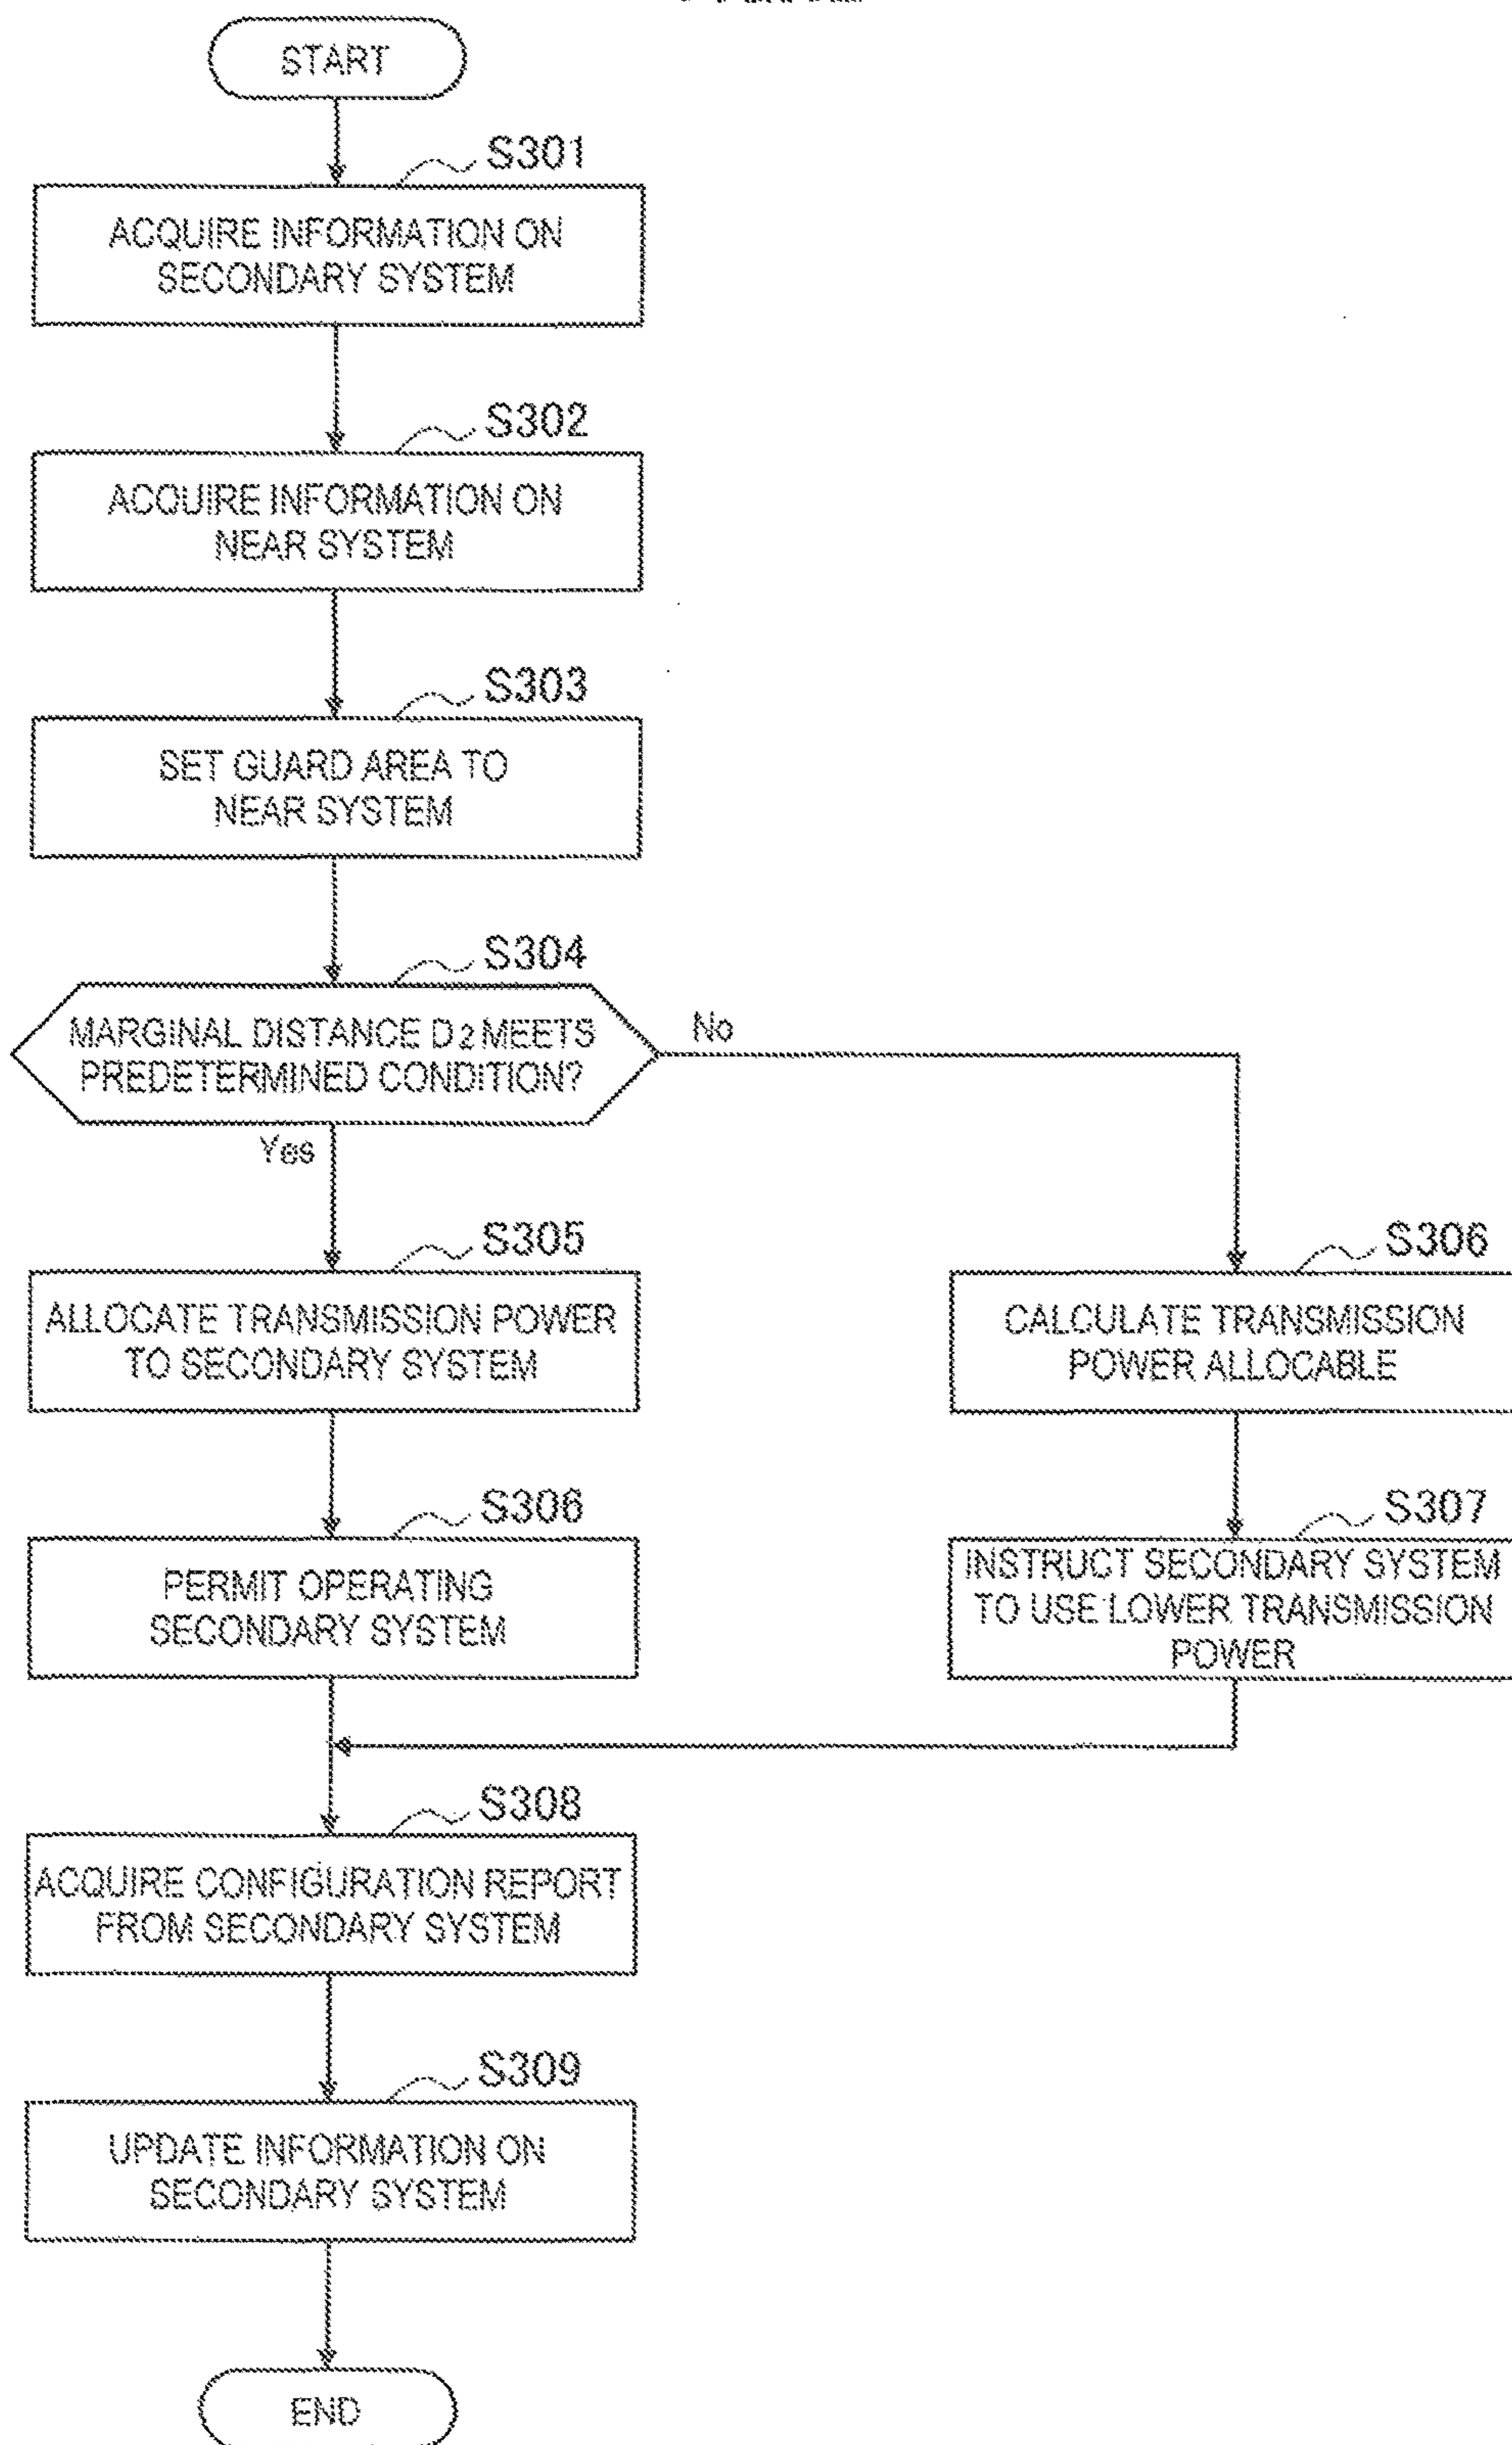 START
S301
ACQUIRE INFORMATION ON
SECONDARY SYSTEM
S302
ACQUIRE INFORMATION ON
NEAR SYSTEM
S303
SET GUARD AREA TO
NEAR SYSTEM
S304
MARGINAL DISTANCE D2 MEETS
PREDETERMINED CONDITION?
No
Yes
S305
ALLOCATE TRANSMISSION POWER
TO SECONDARY SYSTEM
S306
CALCULATE TRANSMISSION
POWER ALLOCABLE
S306
PERMIT OPERATING
SECONDARY SYSTEM
S307
INSTRUCT SECONDARY SYSTEM
TO USE LOWER TRANSMISSION
POWER
S308
ACQUIRE CONFIGURATION REPORT
FROM SECONDARY SYSTEM
S309
UPDATE INFORMATION ON
SECONDARY SYSTEM
END